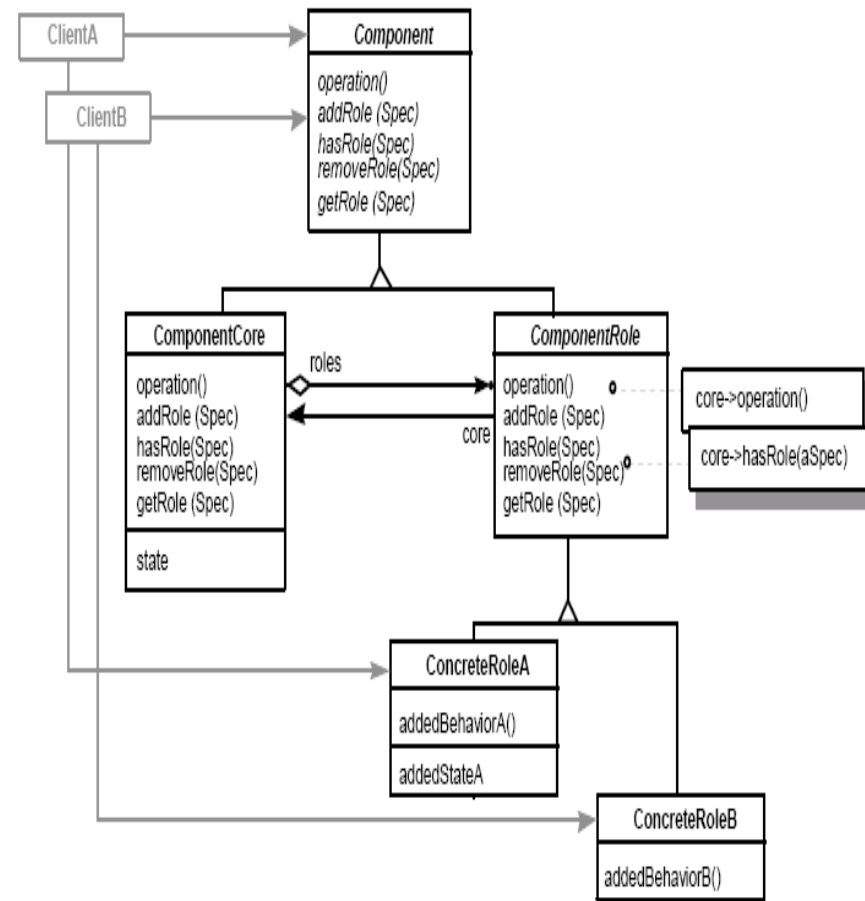 ClientA
ClientB
Component
operation()
addRole (Spec)
hasRole(Spec)
removeRole(Spec)
getRole (Spec)
ComponentCore
operation()
addRole (Spec)
hasRole(Spec)
removeRole(Spec)
getRole (Spec)
state
roles
core
ComponentRole
operation()
addRole (Spec)
hasRole(Spec)
removeRole(Spec)
getRole (Spec)
core->operation()
core->hasRole(aSpec)
ConcreteRoleA
addedBehaviorA()
addedStateA
ConcreteRoleB
addedBehaviorB()